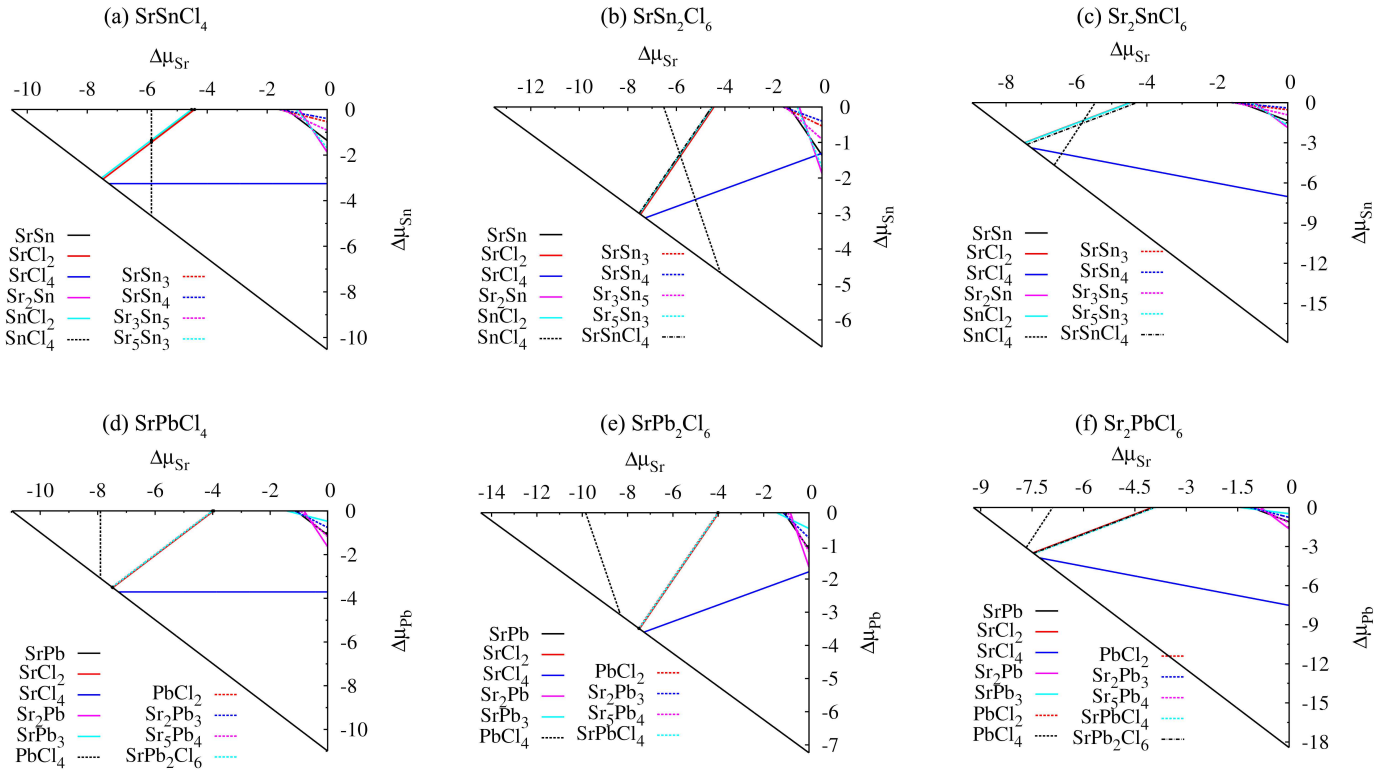 (a) SrSnCl4
ΔμSr
-10 -8 -6 -4 -2 0
0
-2
-4
-6
-8
-10
ΔμSn
SrSn
SrCl2
SrCl4
Sr2Sn
SnCl2
SnCl4
SrSn3
SrSn4
Sr3Sn5
Sr5Sn3
(b) SrSn2Cl6
ΔμSr
-12 -10 -8 -6 -4 -2 0
0
-1
-2
-3
-4
-5
-6
ΔμSn
SrSn
SrCl2
SrCl4
Sr2Sn
SnCl2
SnCl4
SrSn3
SrSn4
Sr3Sn5
Sr5Sn3
SrSnCl4
(c) Sr2SnCl6
ΔμSr
-8 -6 -4 -2 0
0
-3
-6
-9
-12
-15
ΔμSn
SrSn
SrCl2
SrCl4
Sr2Sn
SnCl2
SnCl4
SrSn3
SrSn4
Sr3Sn5
Sr5Sn3
SrSnCl4
(d) SrPbCl4
ΔμSr
-10 -8 -6 -4 -2 0
0
-2
-4
-6
-8
-10
ΔμPb
SrPb
SrCl2
SrCl4
Sr2Pb
SrPb3
PbCl4
PbCl2
Sr2Pb3
Sr5Pb4
SrPb2Cl6
(e) SrPb2Cl6
ΔμSr
-14 -12 -10 -8 -6 -4 -2 0
0
-1
-2
-3
-4
-5
-6
-7
ΔμPb
SrPb
SrCl2
SrCl4
Sr2Pb
SrPb3
PbCl4
PbCl2
Sr2Pb3
Sr5Pb4
SrPbCl4
(f) Sr2PbCl6
ΔμSr
-9 -7.5 -6 -4.5 -3 -1.5 0
0
-3
-6
-9
-12
-15
-18
ΔμPb
SrPb
SrCl2
SrCl4
Sr2Pb
SrPb3
PbCl2
PbCl4
PbCl2
Sr2Pb3
Sr5Pb4
SrPbCl4
SrPb2Cl6